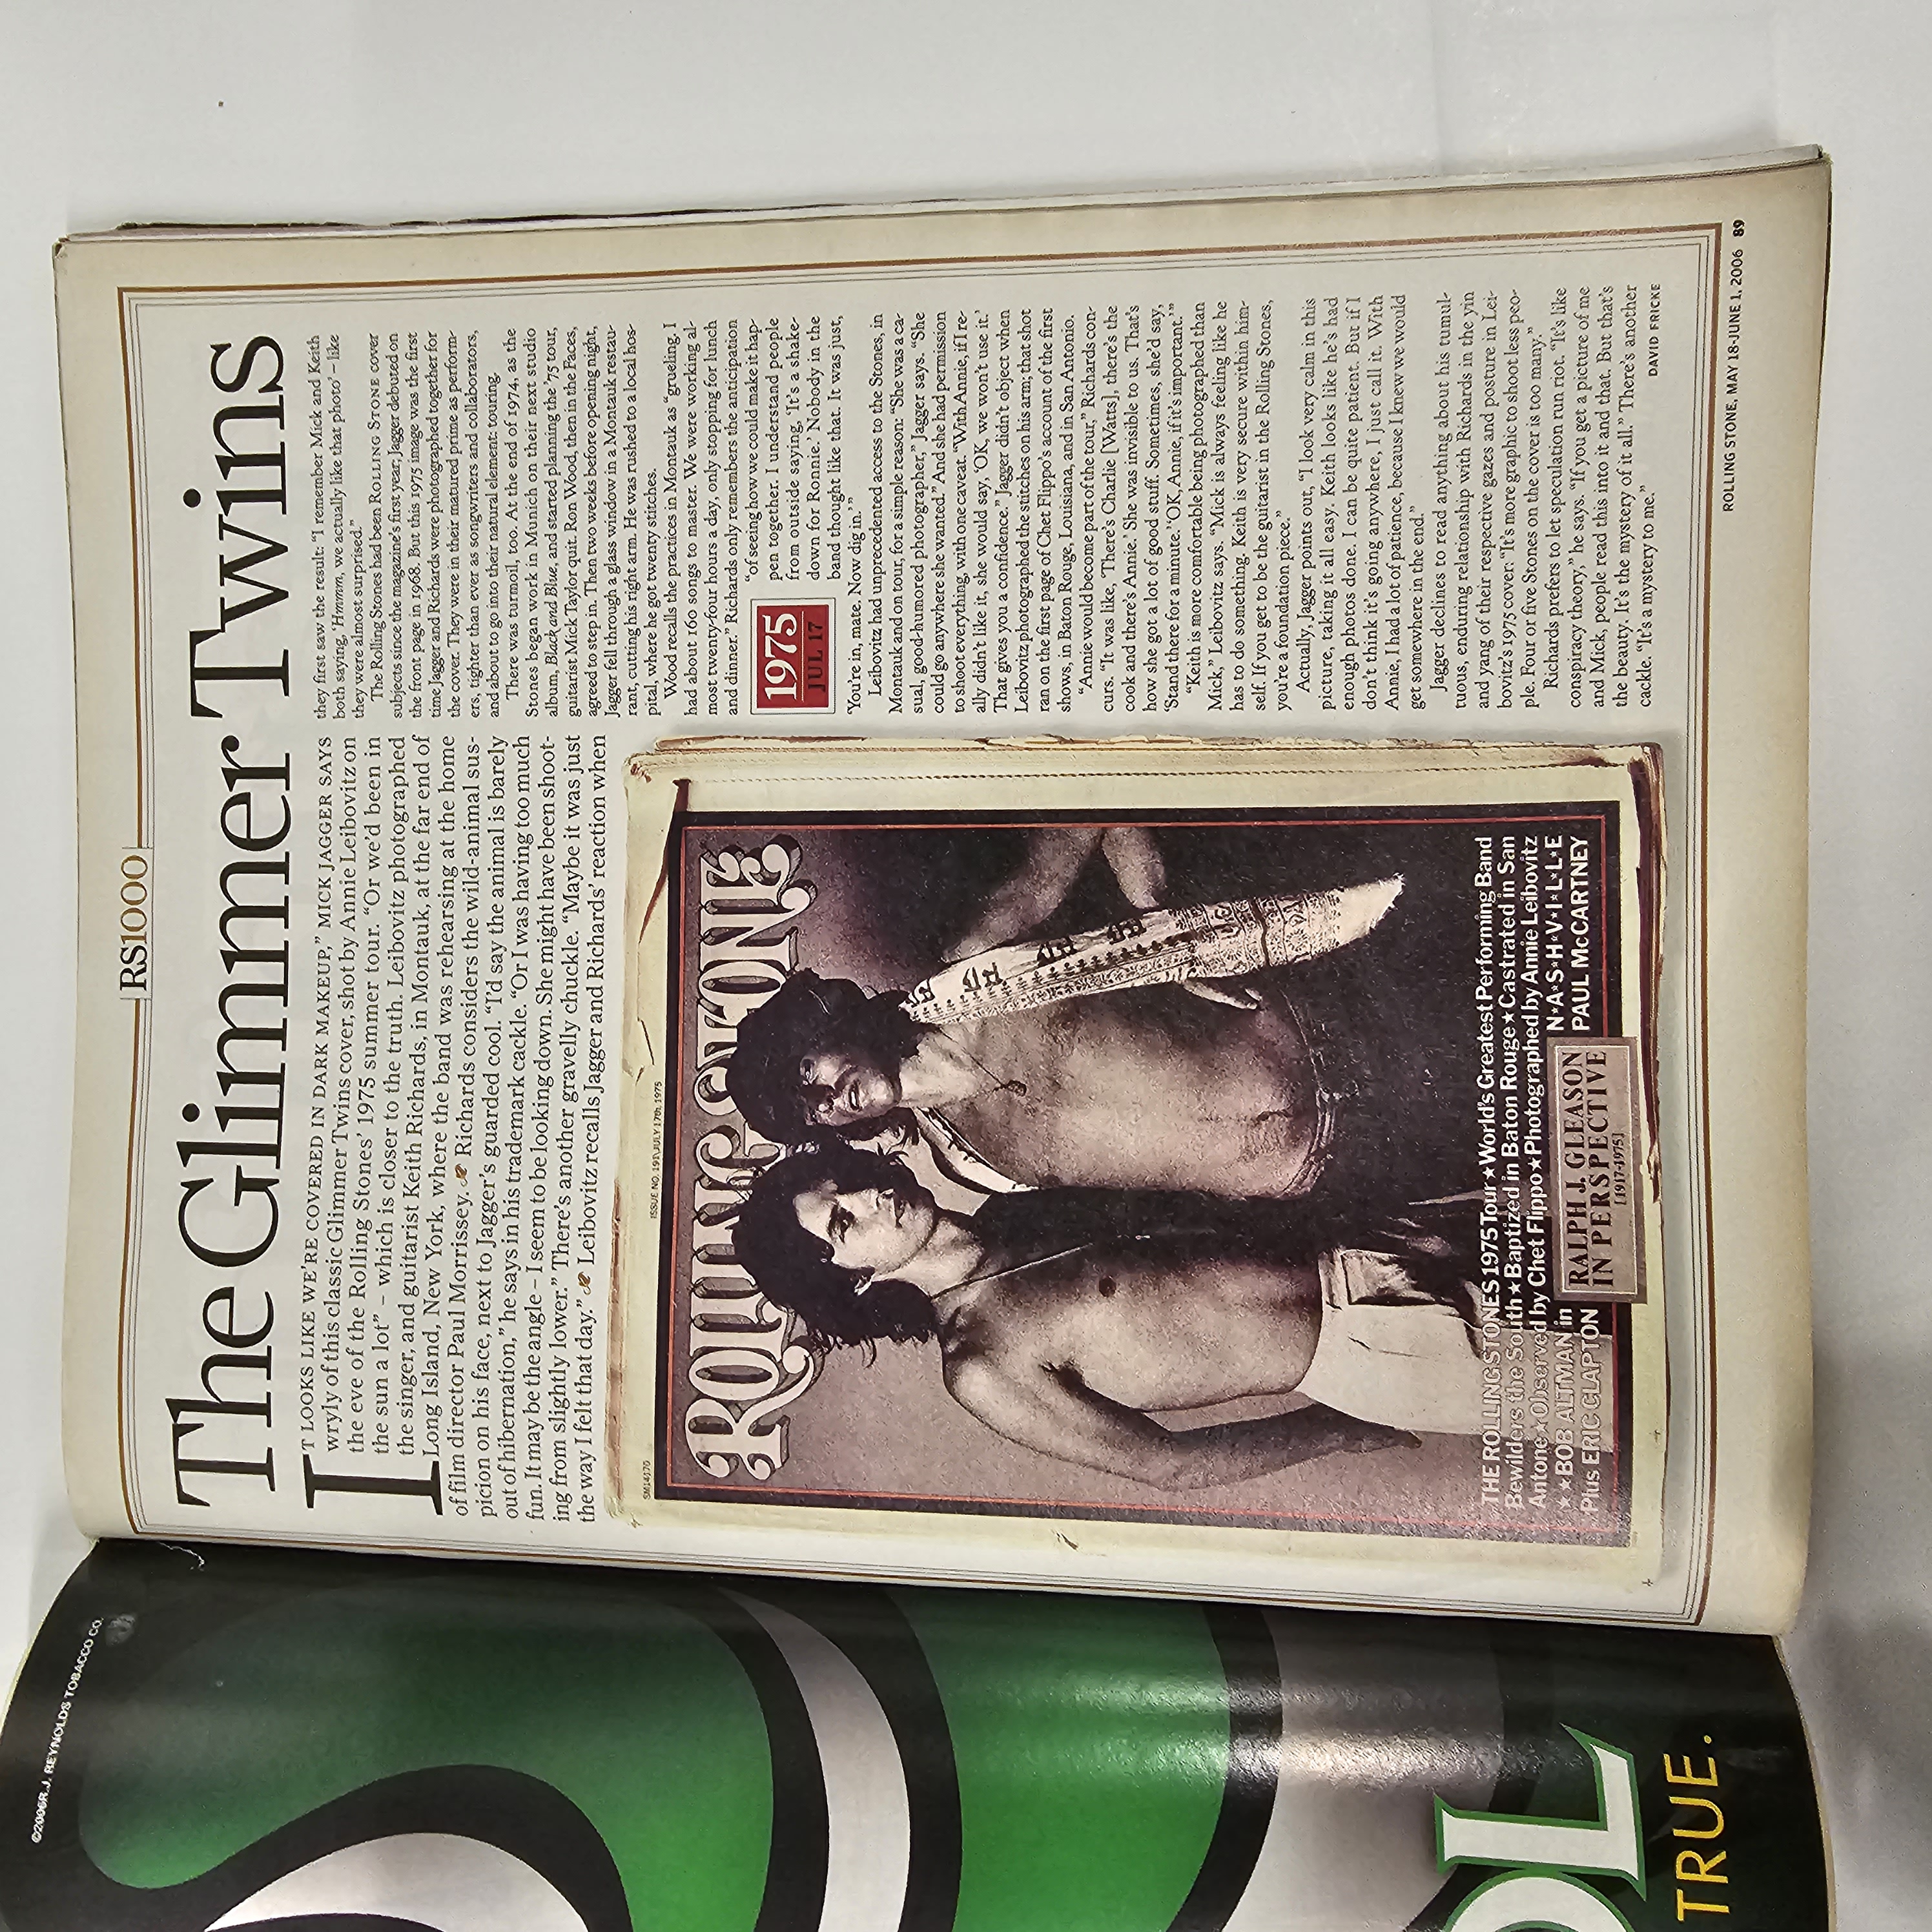 ©2006R.J. REYNOLDS TOBACCO CO.
OL
TRUE.
RS1000
The Glimmer Twins
IT LOOKS LIKE WE'RE COVERED IN DARK MAKEUP,” MICK JAGGER SAYS
wryly of this classic Glimmer Twins cover, shot by Annie Leibovitz on
the eve of the Rolling Stones’ 1975 summer tour. “Or we’d been in
the sun a lot” – which is closer to the truth. Leibovitz photographed
the singer, and guitarist Keith Richards, in Montauk, at the far end of
Long Island, New York, where the band was rehearsing at the home
of film director Paul Morrissey. Richards considers the wild-animal sus-
picion on his face, next to Jagger’s guarded cool. “I’d say the animal is barely
out of hibernation,” he says in his trademark cackle. “Or I was having too much
fun. It may be the angle – I seem to be looking down. She might have been shoot-
ing from slightly lower.” There’s another gravelly chuckle. “Maybe it was just
the way I felt that day.” Leibovitz recalls Jagger and Richards’ reaction when
SM14170
ISSUE NO. 191\JULY 17th, 1975
ROLLING STONE
THE ROLLING STONES 1975 Tour★World’s Greatest Performing Band
Bewilders the South★Baptized in Baton Rouge★Castrated in San
Antone★Observed by Chet Flippo★Photographed by Annie Leibovitz
★★BOB ALTMAN in N★A★S★H★V★I★L★L★E
Plus ERIC CLAPTON PAUL McCARTNEY
RALPH J. GLEASON
IN PERSPECTIVE
[1917-1975]
they first saw the result: “I remember Mick and Keith
both saying, ‘Hmmm, we actually like that photo’ – like
they were almost surprised.”
The Rolling Stones had been ROLLING STONE cover
subjects since the magazine’s first year; Jagger debuted on
the front page in 1968. But this 1975 image was the first
time Jagger and Richards were photographed together for
the cover. They were in their matured prime as perform-
ers, tighter than ever as songwriters and collaborators,
and about to go into their natural element: touring.
There was turmoil, too. At the end of 1974, as the
Stones began work in Munich on their next studio
album, Black and Blue, and started planning the ’75 tour,
guitarist Mick Taylor quit. Ron Wood, then in the Faces,
agreed to step in. Then two weeks before opening night,
Jagger fell through a glass window in a Montauk restau-
rant, cutting his right arm. He was rushed to a local hos-
pital, where he got twenty stitches.
Wood recalls the practices in Montauk as “grueling. I
had about 160 songs to master. We were working al-
most twenty-four hours a day, only stopping for lunch
and dinner.” Richards only remembers the anticipation
“of seeing how we could make it hap-
pen together. I understand people
from outside saying, ‘It’s a shake-
down for Ronnie.’ Nobody in the
band thought like that. It was just,
‘You’re in, mate. Now dig in.’”
1975
JUL 17
Leibovitz had unprecedented access to the Stones, in
Montauk and on tour, for a simple reason: “She was a ca-
sual, good-humored photographer,” Jagger says. “She
could go anywhere she wanted.” And she had permission
to shoot everything, with one caveat. “With Annie, if I re-
ally didn’t like it, she would say, ‘OK, we won’t use it.’
That gives you a confidence.” Jagger didn’t object when
Leibovitz photographed the stitches on his arm; that shot
ran on the first page of Chet Flippo’s account of the first
shows, in Baton Rouge, Louisiana, and in San Antonio.
“Annie would become part of the tour,” Richards con-
curs. “It was like, ‘There’s Charlie [Watts], there’s the
cook and there’s Annie.’ She was invisible to us. That’s
how she got a lot of good stuff. Sometimes, she’d say,
‘Stand there for a minute.’ ‘OK, Annie, if it’s important.’”
“Keith is more comfortable being photographed than
Mick,” Leibovitz says. “Mick is always feeling like he
has to do something. Keith is very secure within him-
self. If you get to be the guitarist in the Rolling Stones,
you’re a foundation piece.”
Actually, Jagger points out, “I look very calm in this
picture, taking it all easy. Keith looks like he’s had
enough photos done. I can be quite patient. But if I
don’t think it’s going anywhere, I just call it. With
Annie, I had a lot of patience, because I knew we would
get somewhere in the end.”
Jagger declines to read anything about his tumul-
tuous, enduring relationship with Richards in the yin
and yang of their respective gazes and posture in Lei-
bovitz’s 1975 cover: “It’s more graphic to shoot less peo-
ple. Four or five Stones on the cover is too many.”
Richards prefers to let speculation run riot. “It’s like
conspiracy theory,” he says. “If you get a picture of me
and Mick, people read this into it and that. But that’s
the beauty. It’s the mystery of it all.” There’s another
cackle. “It’s a mystery to me.” DAVID FRICKE
ROLLING STONE, MAY 18-JUNE 1, 2006 89